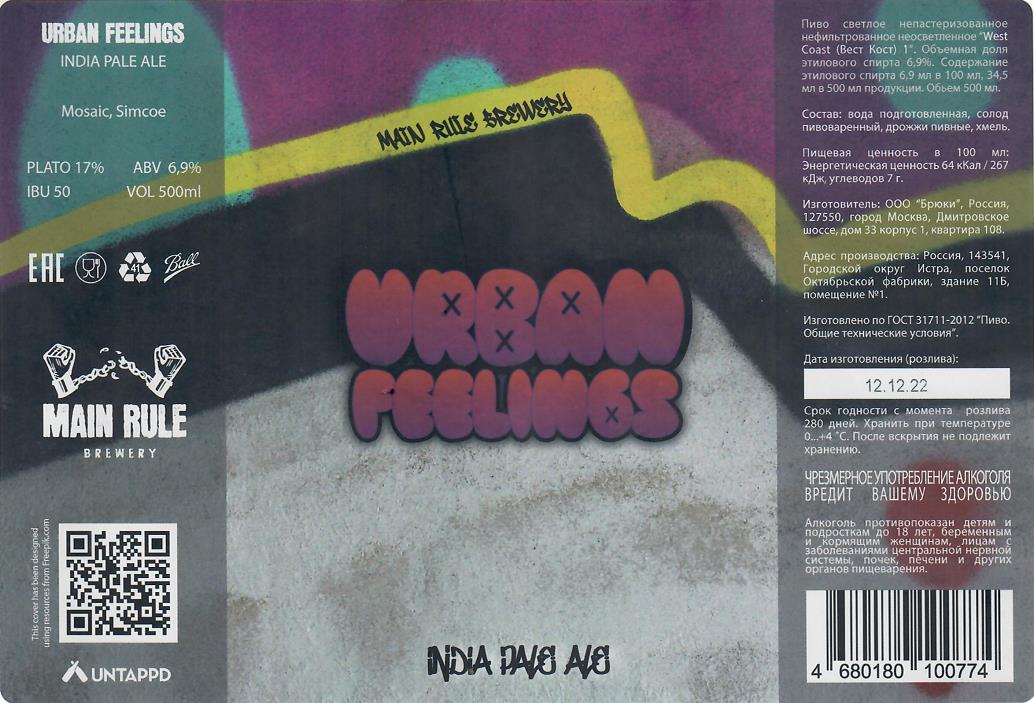 URBAN FEELINGS
INDIA PALE ALE
Mosaic, Simcoe
PLATO 17% ABV 6,9%
IBU 50 VOL 500ml
EAC
41
Ball
MAIN RULE
BREWERY
This cover has been designed
using resources from Freepik.com
UNTAPPD
MAIN RULE BREWERY
URBAN
FEELINGS
INDIA PALE ALE
Пиво светлое непастеризованное
нефильтрованное неосветленное "West
Coast (Вест Кост) 1". Объемная доля
этилового спирта 6,9%. Содержание
этилового спирта 6,9 мл в 100 мл, 34,5
мл в 500 мл продукции. Объем 500 мл.
Состав: вода подготовленная, солод
пивоваренный, дрожжи пивные, хмель.
Пищевая ценность в 100 мл:
Энергетическая ценность 64 кКал / 267
кДж, углеводов 7 г.
Изготовитель: ООО "Брюки", Россия,
127550, город Москва, Дмитровское
шоссе, дом 33 корпус 1, квартира 108.
Адрес производства: Россия, 143541,
Городской округ Истра, поселок
Октябрьской фабрики, здание 11Б,
помещение №1.
Изготовлено по ГОСТ 31711-2012 "Пиво.
Общие технические условия".
Дата изготовления (розлива):
12.12.22
Срок годности с момента розлива
280 дней. Хранить при температуре
0...+4 °С. После вскрытия не подлежит
хранению.
ЧРЕЗМЕРНОЕ УПОТРЕБЛЕНИЕ АЛКОГОЛЯ
ВРЕДИТ ВАШЕМУ ЗДОРОВЬЮ
Алкоголь противопоказан детям и
подросткам до 18 лет, беременным
и кормящим женщинам, лицам с
заболеваниями центральной нервной
системы, почек, печени и других
органов пищеварения.
4 680180 100774